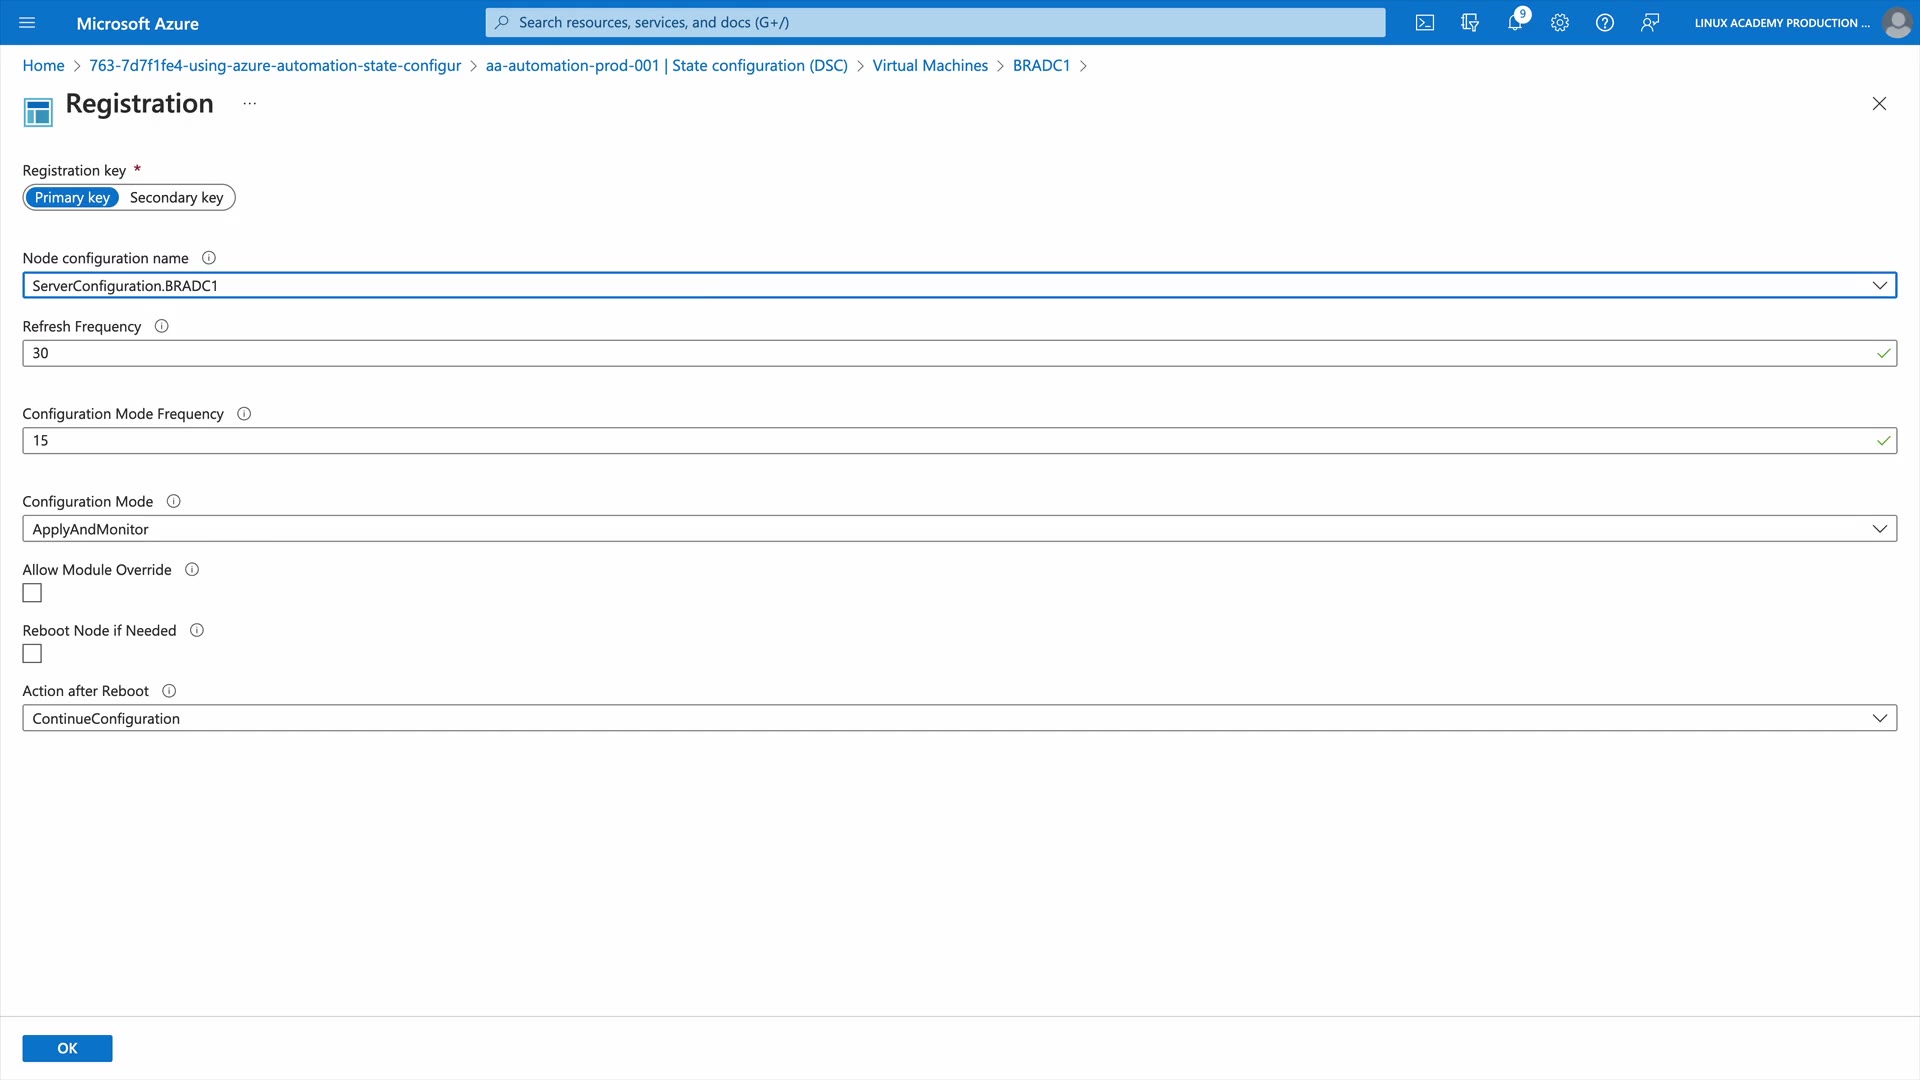 Microsoft Azure
Search resources, services, and docs (G+/)
9
LINUX ACADEMY PRODUCTION ...
Home > 763-7d7f1fe4-using-azure-automation-state-configur > aa-automation-prod-001 | State configuration (DSC) > Virtual Machines > BRADC1 >
Registration ...
Registration key *
Primary key Secondary key
Node configuration name
ServerConfiguration.BRADC1
Refresh Frequency
30
Configuration Mode Frequency
15
Configuration Mode
ApplyAndMonitor
Allow Module Override
Reboot Node if Needed
Action after Reboot
ContinueConfiguration
OK